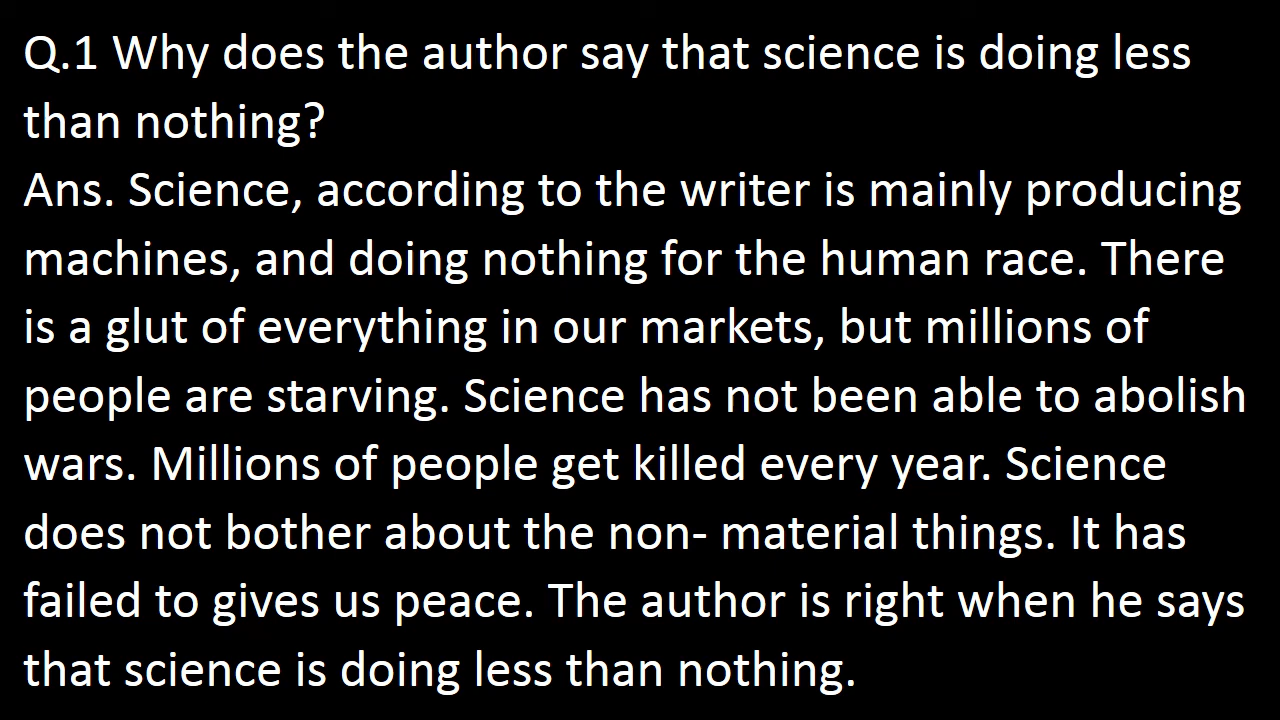 Q.1 Why does the author say that science is doing less
than nothing?
Ans. Science, according to the writer is mainly producing
machines, and doing nothing for the human race. There
is a glut of everything in our markets, but millions of
people are starving. Science has not been able to abolish
wars. Millions of people get killed every year. Science
does not bother about the non- material things. It has
failed to gives us peace. The author is right when he says
that science is doing less than nothing.